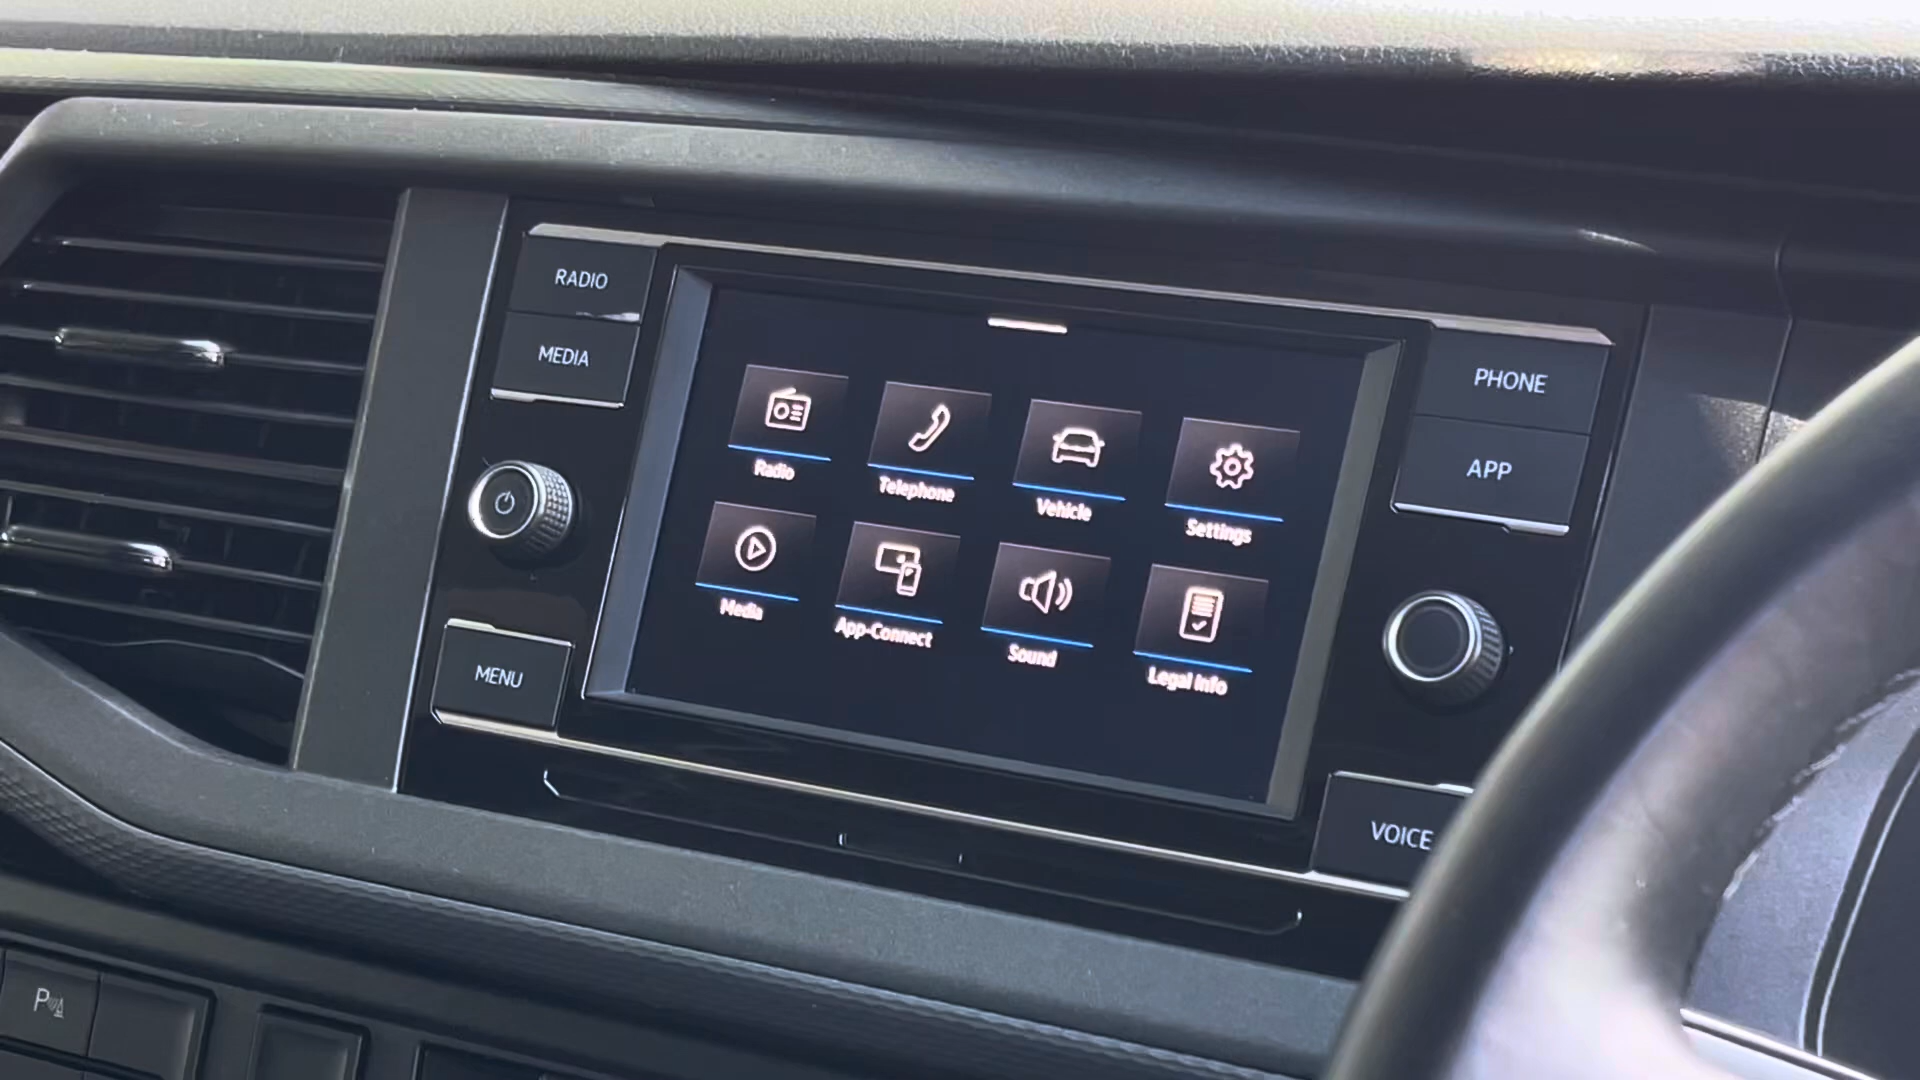 RADIO
MEDIA
MENU
Radio
Telephone
Vehicle
Settings
Media
App-Connect
Sound
Legal Info
PHONE
APP
VOICE
P